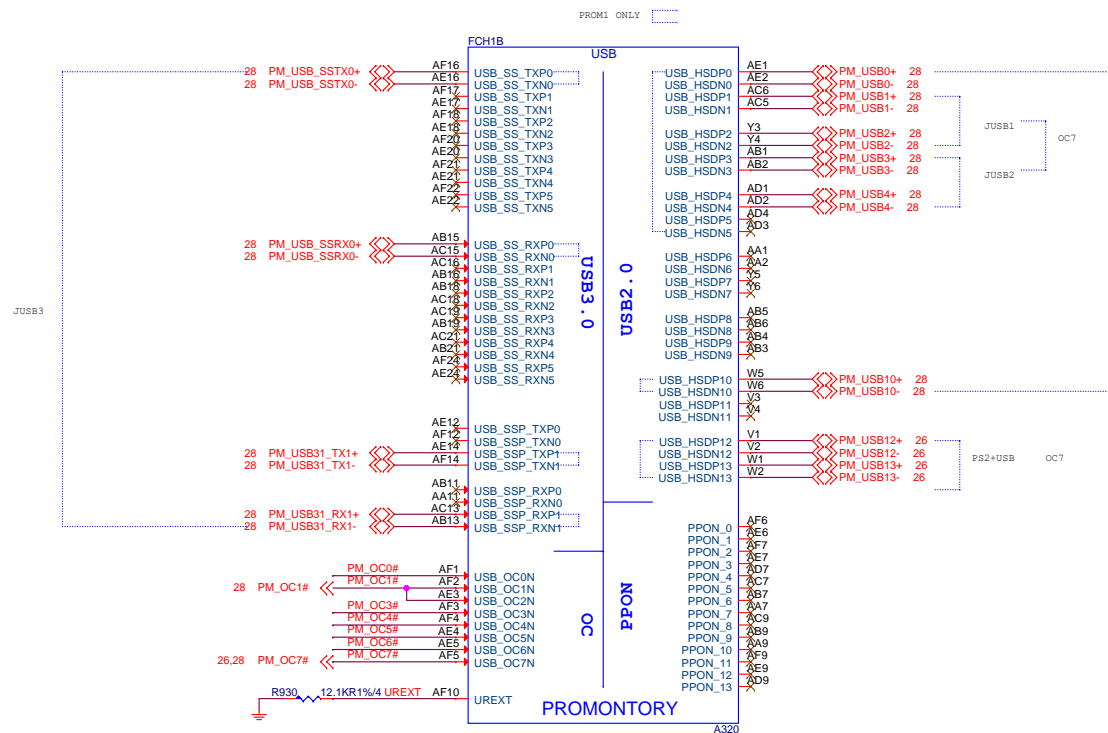 PROM1 ONLY
FCH1B
USB
28 PM_USB_SSTX0+ AF16 USB_SS_TXP0
28 PM_USB_SSTX0- AE16 USB_SS_TXN0
AF17 USB_SS_TXP1
AE17 USB_SS_TXN1
AF18 USB_SS_TXP2
AE18 USB_SS_TXN2
AF20 USB_SS_TXP3
AE20 USB_SS_TXN3
AF21 USB_SS_TXP4
AE21 USB_SS_TXN4
AF22 USB_SS_TXP5
AE22 USB_SS_TXN5
28 PM_USB_SSRX0+ AB15 USB_SS_RXP0
28 PM_USB_SSRX0- AC15 USB_SS_RXN0
AC16 USB_SS_RXP1
AB16 USB_SS_RXN1
AB18 USB_SS_RXP2
AC18 USB_SS_RXN2
AC19 USB_SS_RXP3
AB19 USB_SS_RXN3
AC21 USB_SS_RXP4
AB21 USB_SS_RXN4
AF24 USB_SS_RXP5
AE24 USB_SS_RXN5
JUSB3
AE12 USB_SSP_TXP0
AF12 USB_SSP_TXN0
28 PM_USB31_TX1+ AE14 USB_SSP_TXP1
28 PM_USB31_TX1- AF14 USB_SSP_TXN1
AB11 USB_SSP_RXP0
AA11 USB_SSP_RXN0
28 PM_USB31_RX1+ AC13 USB_SSP_RXP1
28 PM_USB31_RX1- AB13 USB_SSP_RXN1
PM_OC0# AF1 USB_OC0N
28 PM_OC1# PM_OC1# AF2 USB_OC1N
AE3 USB_OC2N
PM_OC3# AF3 USB_OC3N
PM_OC4# AF4 USB_OC4N
PM_OC5# AE4 USB_OC5N
PM_OC6# AE5 USB_OC6N
26,28 PM_OC7# PM_OC7# AF5 USB_OC7N
R930 12.1KR1%/4 UREXT AF10 UREXT
USB3.0
USB2.0
OC
PPON
USB_HSDP0 AE1 PM_USB0+ 28
USB_HSDN0 AE2 PM_USB0- 28
USB_HSDP1 AC6 PM_USB1+ 28
USB_HSDN1 AC5 PM_USB1- 28
USB_HSDP2 Y3 PM_USB2+ 28
USB_HSDN2 Y4 PM_USB2- 28
USB_HSDP3 AB1 PM_USB3+ 28
USB_HSDN3 AB2 PM_USB3- 28
USB_HSDP4 AD1 PM_USB4+ 28
USB_HSDN4 AD2 PM_USB4- 28
USB_HSDP5 AD4
USB_HSDN5 AD3
JUSB1
OC7
JUSB2
USB_HSDP6 AA1
USB_HSDN6 AA2
USB_HSDP7 Y5
USB_HSDN7 Y6
USB_HSDP8 AB5
USB_HSDN8 AB6
USB_HSDP9 AB4
USB_HSDN9 AB3
USB_HSDP10 W5 PM_USB10+ 28
USB_HSDN10 W6 PM_USB10- 28
USB_HSDP11 V3
USB_HSDN11 V4
USB_HSDP12 V1 PM_USB12+ 26
USB_HSDN12 V2 PM_USB12- 26
USB_HSDP13 W1 PM_USB13+ 26
USB_HSDN13 W2 PM_USB13- 26
PS2+USB OC7
PPON_0 AF6
PPON_1 AE6
PPON_2 AF7
PPON_3 AE7
PPON_4 AD7
PPON_5 AC7
PPON_6 AB7
PPON_7 AA7
PPON_8 AC9
PPON_9 AB9
PPON_10 AA9
PPON_11 AF9
PPON_12 AE9
PPON_13 AD9
PROMONTORY
A320